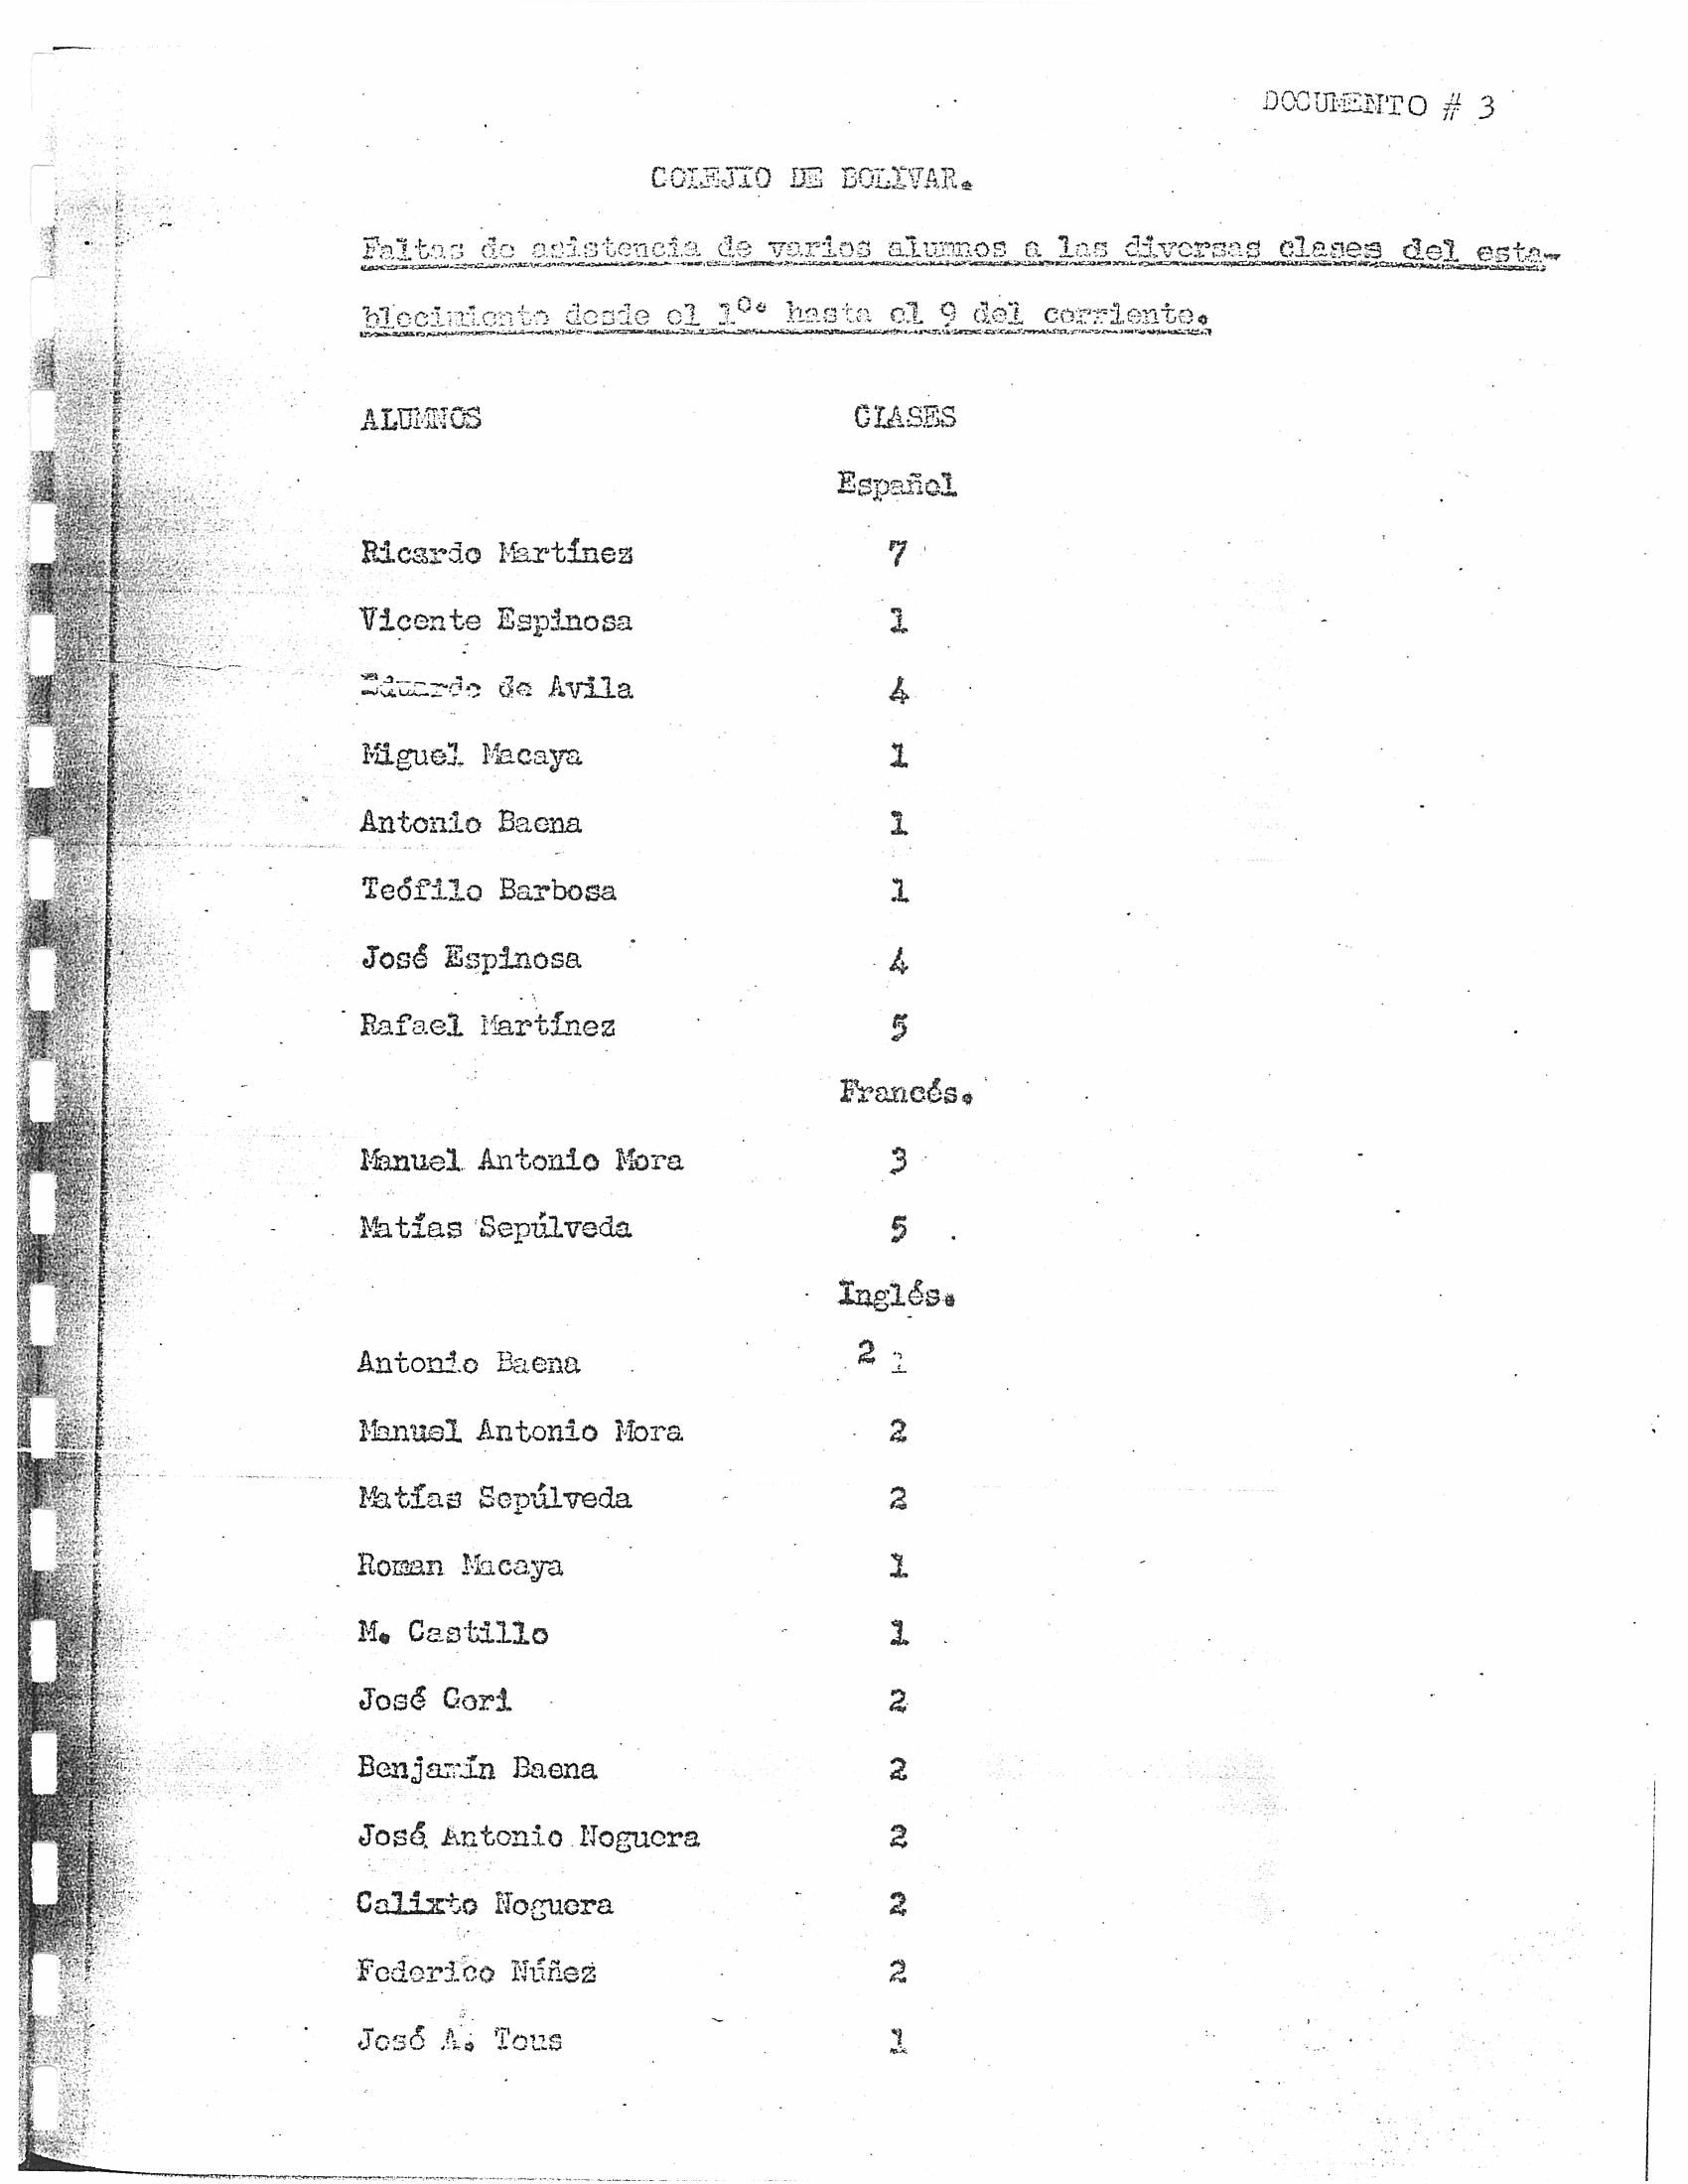 DOCUMENTO # 3
COLEJIO DE BOLIVAR.
Faltas de asistencia de varios alumnos a las diversas clases del esta-
blecimiento desde el 1º. hasta el 9 del corriente.
ALUMNOS CLASES
Español
Ricardo Martínez 7
Vicente Espinosa 1
Eduardo de Avila 4
Miguel Macaya 1
Antonio Baena 1
Teófilo Barbosa 1
José Espinosa 4
Rafael Martínez 5
Francés.
Manuel Antonio Mora 3
Matías Sepúlveda 5
Inglés.
Antonio Baena 2
Manuel Antonio Mora 2
Matías Sepúlveda 2
Roman Macaya 1
M. Castillo 1
José Gori 2
Benjamín Baena 2
José Antonio Noguera 2
Calixto Noguera 2
Federico Núñez 2
José A. Tous 1